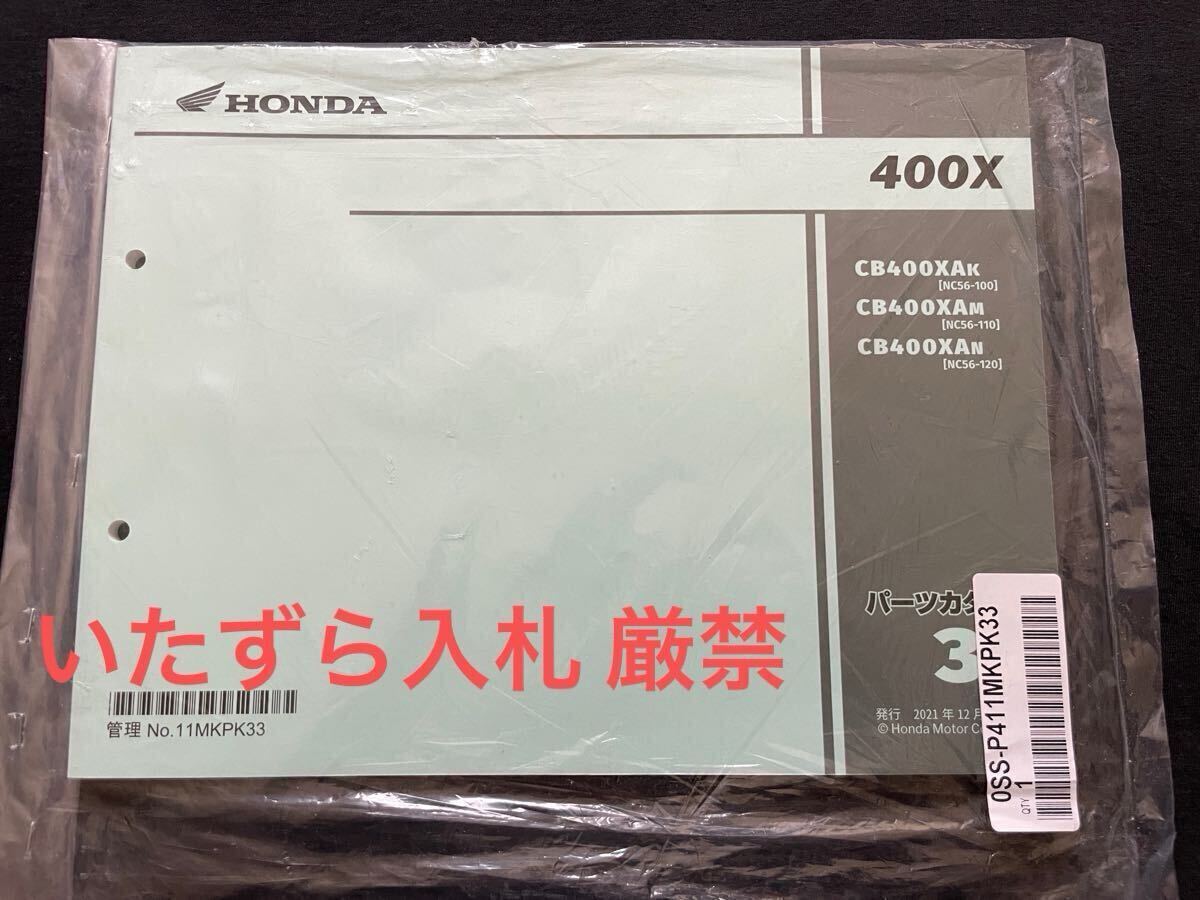 HONDA
400X
CB400XAK
[NC56-100]
CB400XAM
[NC56-110]
CB400XAN
[NC56-120]
パーツカタ
3
いたずら入札 厳禁
管理 No.11MKPK33
発行 2021年12月
© Honda Motor C
0SS-P411MKPK33
QTY 1